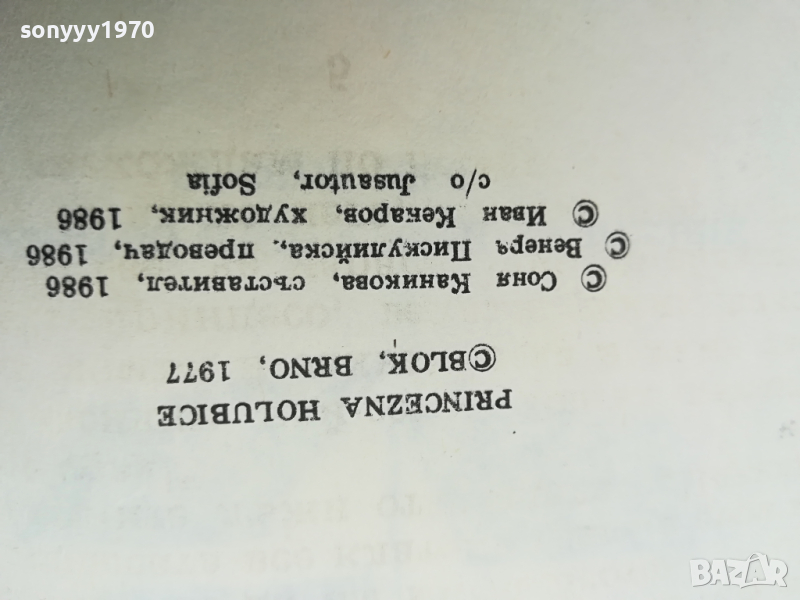 sonyyy1970
PRINCEZNA HOLUBICE
©BLOK, BRNO, 1977
© Соня Каникова, съставител, 1986
© Венера Пискулийска, преводач, 1986
© Иван Кенаров, художник, 1986
c/o Jusautor, Sofia
BAZAR